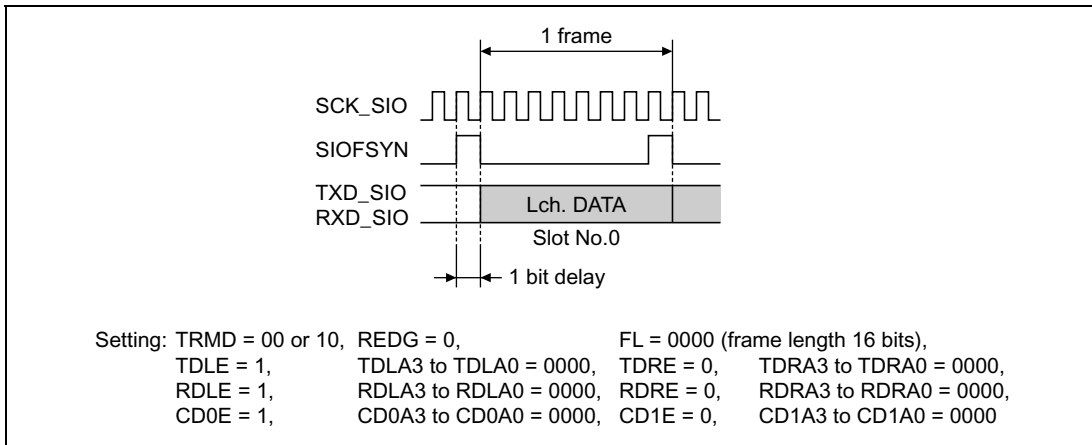 1 frame
SCK_SIO
SIOFSYN
TXD_SIO
RXD_SIO
Lch. DATA
Slot No.0
1 bit delay
Setting: TRMD = 00 or 10, REDG = 0, FL = 0000 (frame length 16 bits),
TDLE = 1, TDLA3 to TDLA0 = 0000, TDRE = 0, TDRA3 to TDRA0 = 0000,
RDLE = 1, RDLA3 to RDLA0 = 0000, RDRE = 0, RDRA3 to RDRA0 = 0000,
CD0E = 1, CD0A3 to CD0A0 = 0000, CD1E = 0, CD1A3 to CD1A0 = 0000